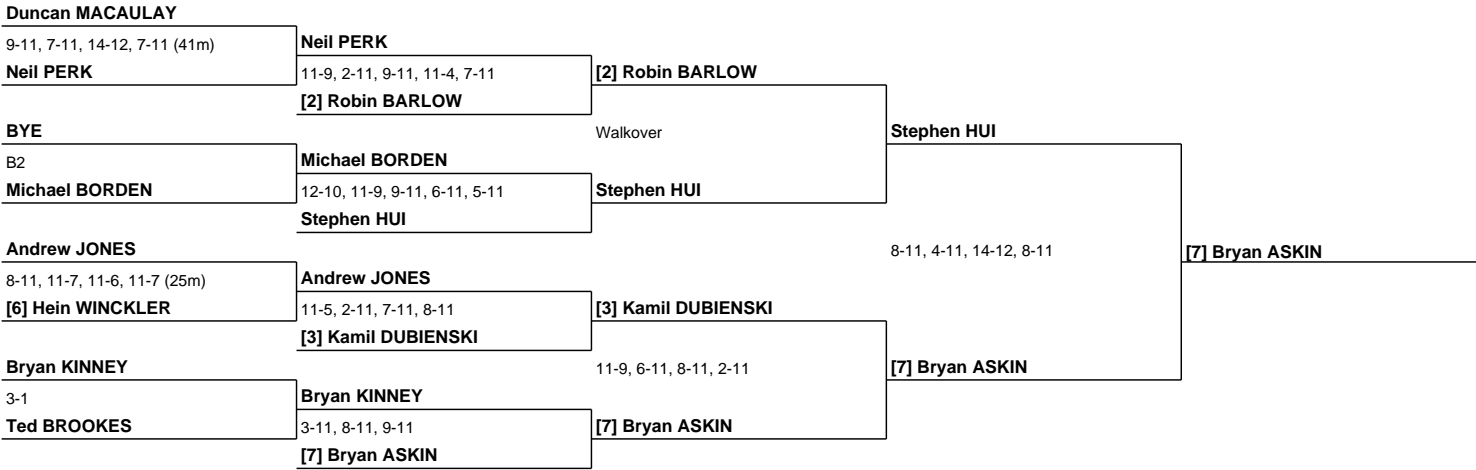 Duncan MACAULAY
9-11, 7-11, 14-12, 7-11 (41m)
Neil PERK
Neil PERK
11-9, 2-11, 9-11, 11-4, 7-11
[2] Robin BARLOW
[2] Robin BARLOW
BYE
Walkover
Stephen HUI
B2
Michael BORDEN
Michael BORDEN
12-10, 11-9, 9-11, 6-11, 5-11
Stephen HUI
Stephen HUI
Andrew JONES
8-11, 4-11, 14-12, 8-11
[7] Bryan ASKIN
8-11, 11-7, 11-6, 11-7 (25m)
Andrew JONES
[6] Hein WINCKLER
11-5, 2-11, 7-11, 8-11
[3] Kamil DUBIENSKI
[3] Kamil DUBIENSKI
Bryan KINNEY
11-9, 6-11, 8-11, 2-11
[7] Bryan ASKIN
3-1
Bryan KINNEY
Ted BROOKES
3-11, 8-11, 9-11
[7] Bryan ASKIN
[7] Bryan ASKIN